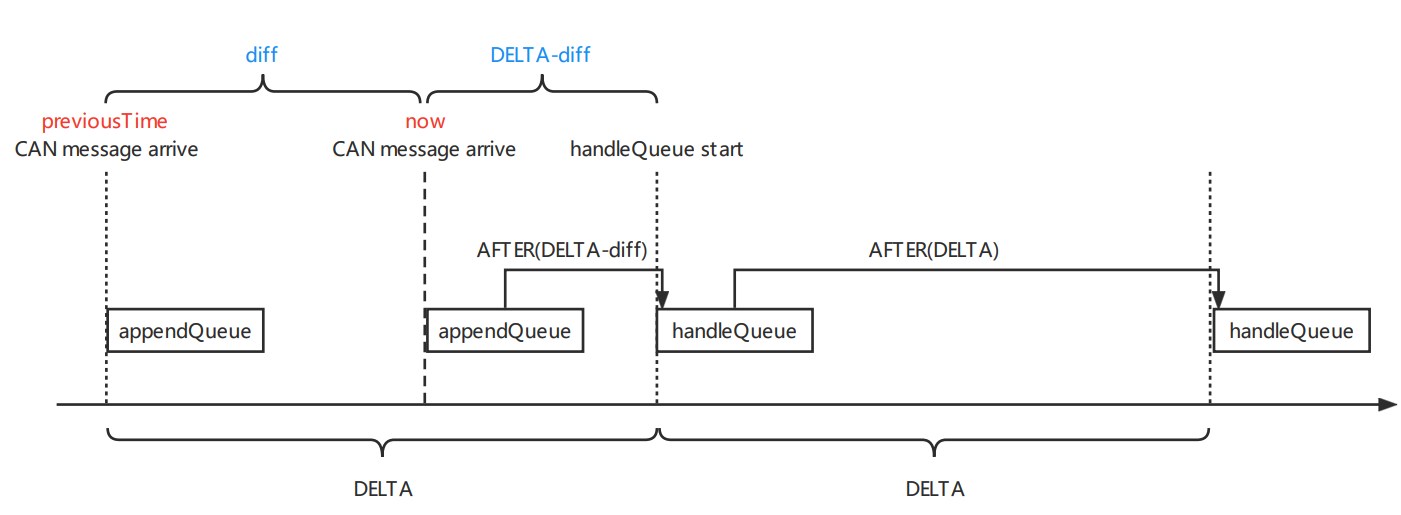 diff
DELTA-diff
previousTime
CAN message arrive
now
CAN message arrive
handleQueue start
AFTER(DELTA-diff)
AFTER(DELTA)
appendQueue
appendQueue
handleQueue
handleQueue
DELTA
DELTA